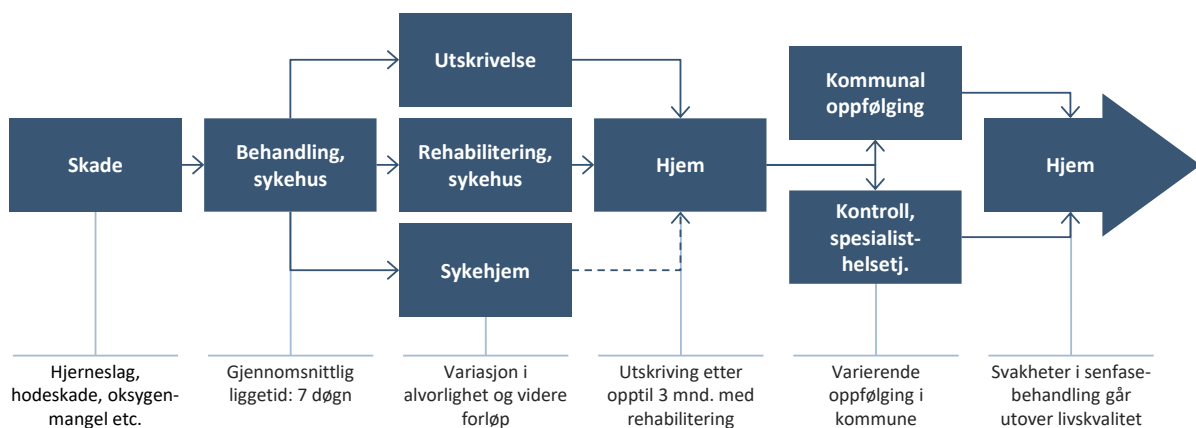 Skade
Behandling,
sykehus
Utskrivelse
Rehabilitering,
sykehus
Sykehjem
Hjem
Kommunal
oppfølging
Kontroll,
spesialist-
helsetj.
Hjem
Hjerneslag,
hodeskade, oksygen-
mangel etc.
Gjennomsnittlig
liggetid: 7 døgn
Variasjon i
alvorlighet og videre
forløp
Utskriving etter
opptil 3 mnd. med
rehabilitering
Varierende
oppfølging i
kommune
Svakheter i senfase-
behandling går
utover livskvalitet